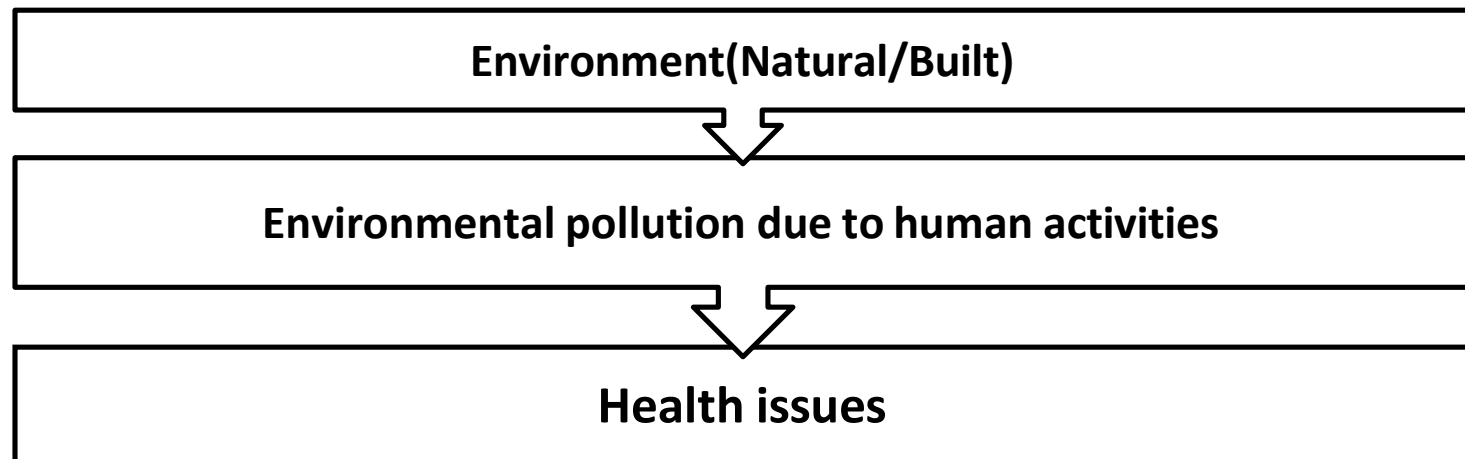 Environment(Natural/Built)
Environmental pollution due to human activities
Health issues